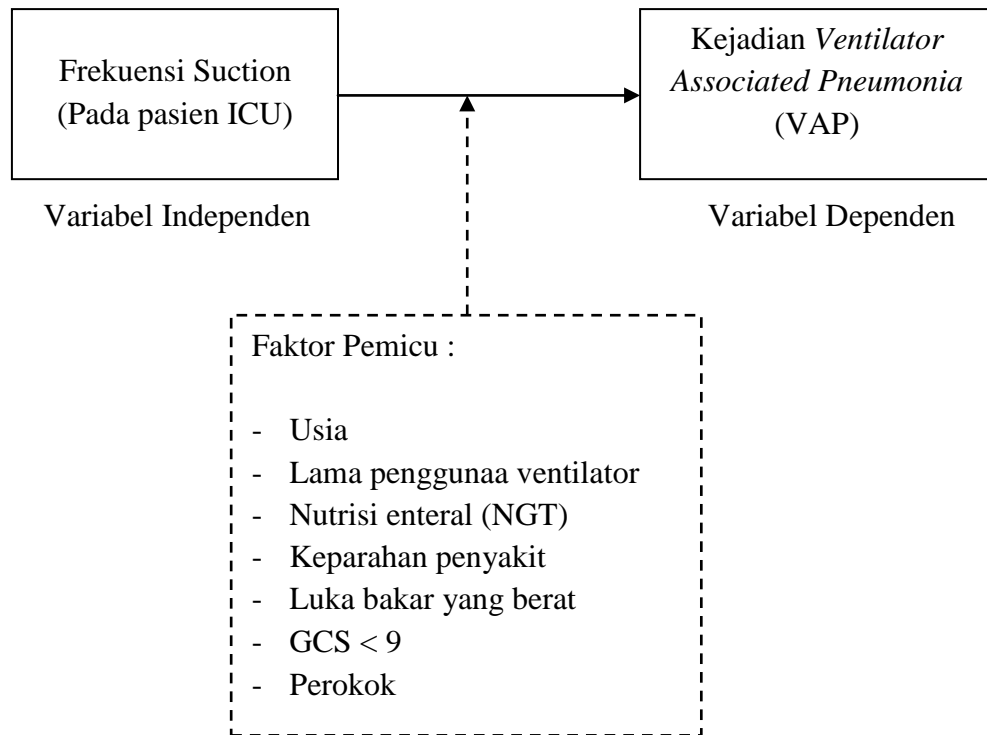 Frekuensi Suction
(Pada pasien ICU)
Kejadian Ventilator
Associated Pneumonia
(VAP)
Variabel Independen
Variabel Dependen
Faktor Pemicu :
- Usia
- Lama penggunaa ventilator
- Nutrisi enteral (NGT)
- Keparahan penyakit
- Luka bakar yang berat
- GCS < 9
- Perokok